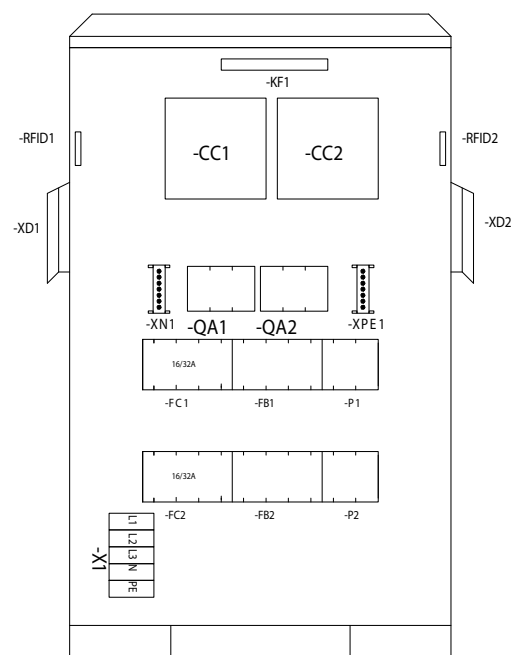 -KF1
-RFID1
-RFID2
-CC1
-CC2
-XD1
-XD2
-XN1
-QA1
-QA2
-XPE1
16/32A
-FC1
-FB1
-P1
16/32A
-FC2
-FB2
-P2
-X1
L1
L2
L3
N
PE